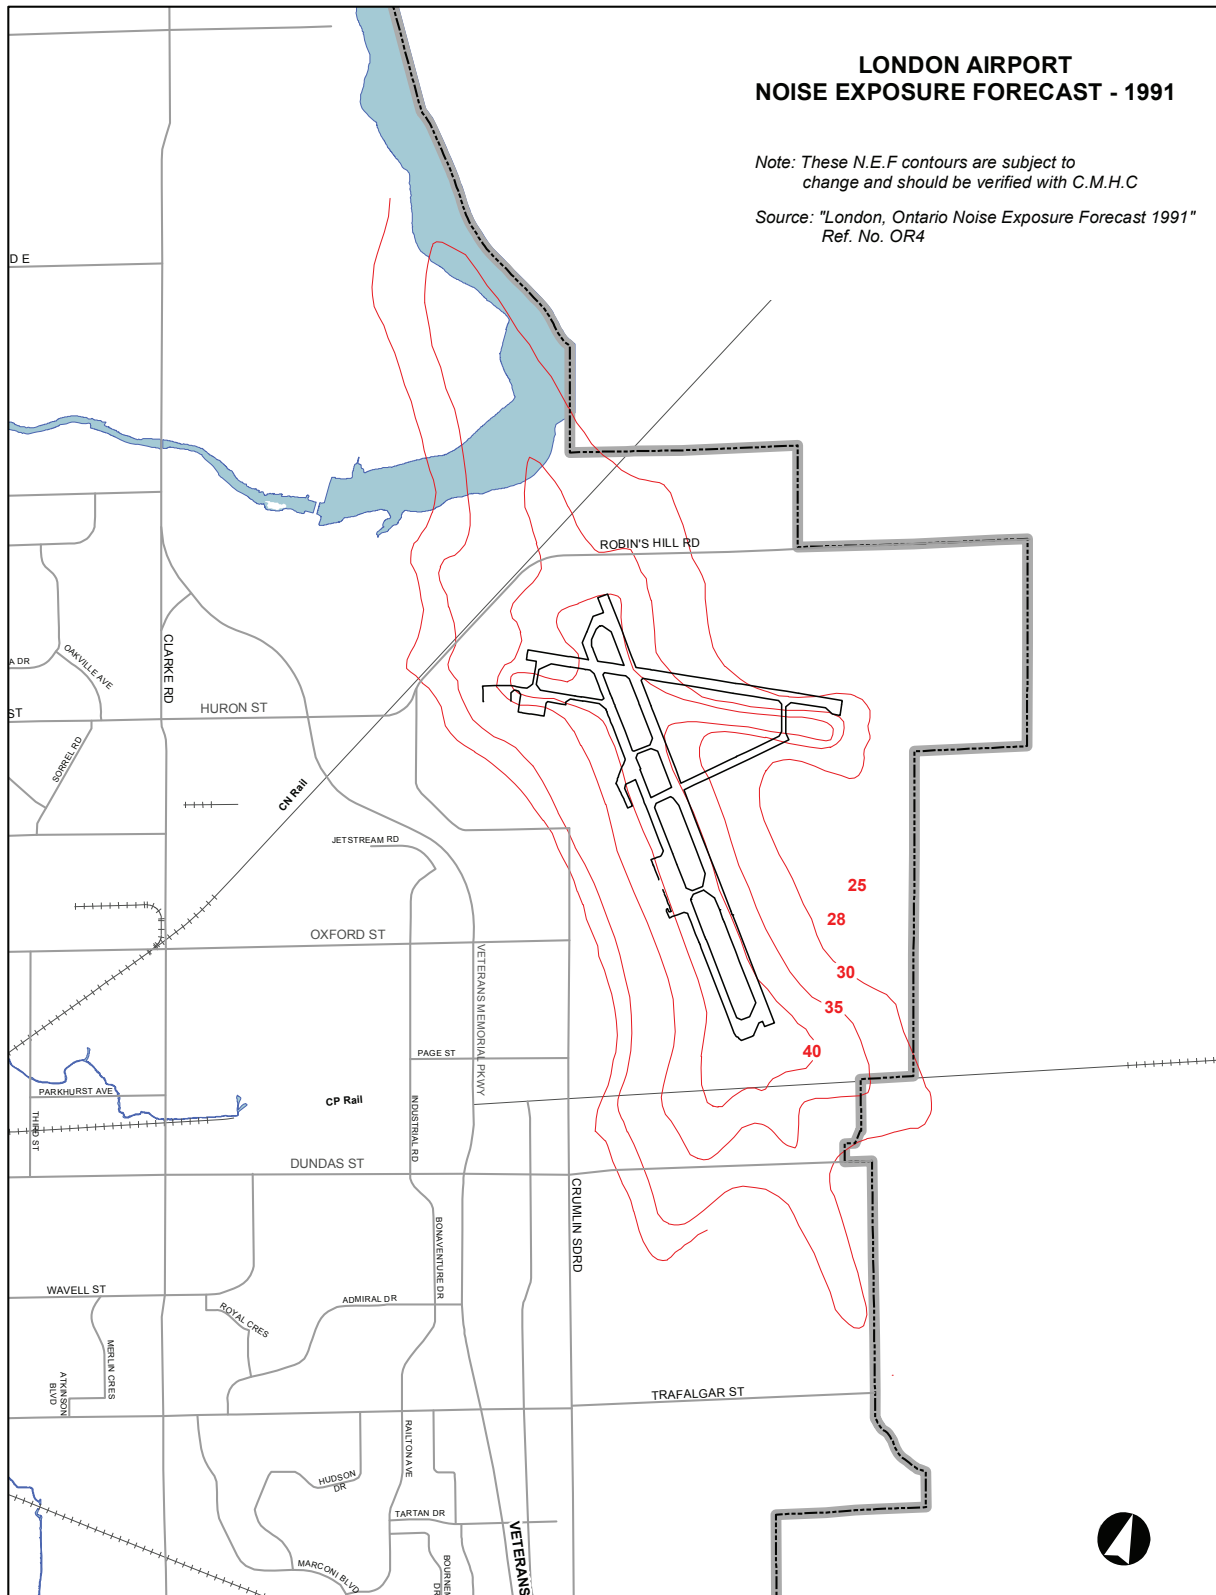 LONDON AIRPORT
NOISE EXPOSURE FORECAST - 1991
Note: These N.E.F contours are subject to
change and should be verified with C.M.H.C
Source: "London, Ontario Noise Exposure Forecast 1991"
Ref. No. OR4
D E
ROBIN'S HILL RD
CLARKE RD
A DR
OAKVILLE AVE
ST
HURON ST
SORREL RD
CN Rail
JETSTREAM RD
25
28
OXFORD ST
VETERANS MEMORIAL PKWY
30
35
40
PAGE ST
PARKHURST AVE
CP Rail
THIRD ST
INDUSTRIAL RD
DUNDAS ST
CRUMLIN SDRD
BONAVENTURE DR
WAVELL ST
ADMIRAL DR
ROYAL CRES
MERLIN CRES
ATKINSON
BLVD
TRAFALGAR ST
RAILTON AVE
HUDSON
DR
TARTAN DR
VETERANS
MARCONI BLVD
BOURNEM
DR